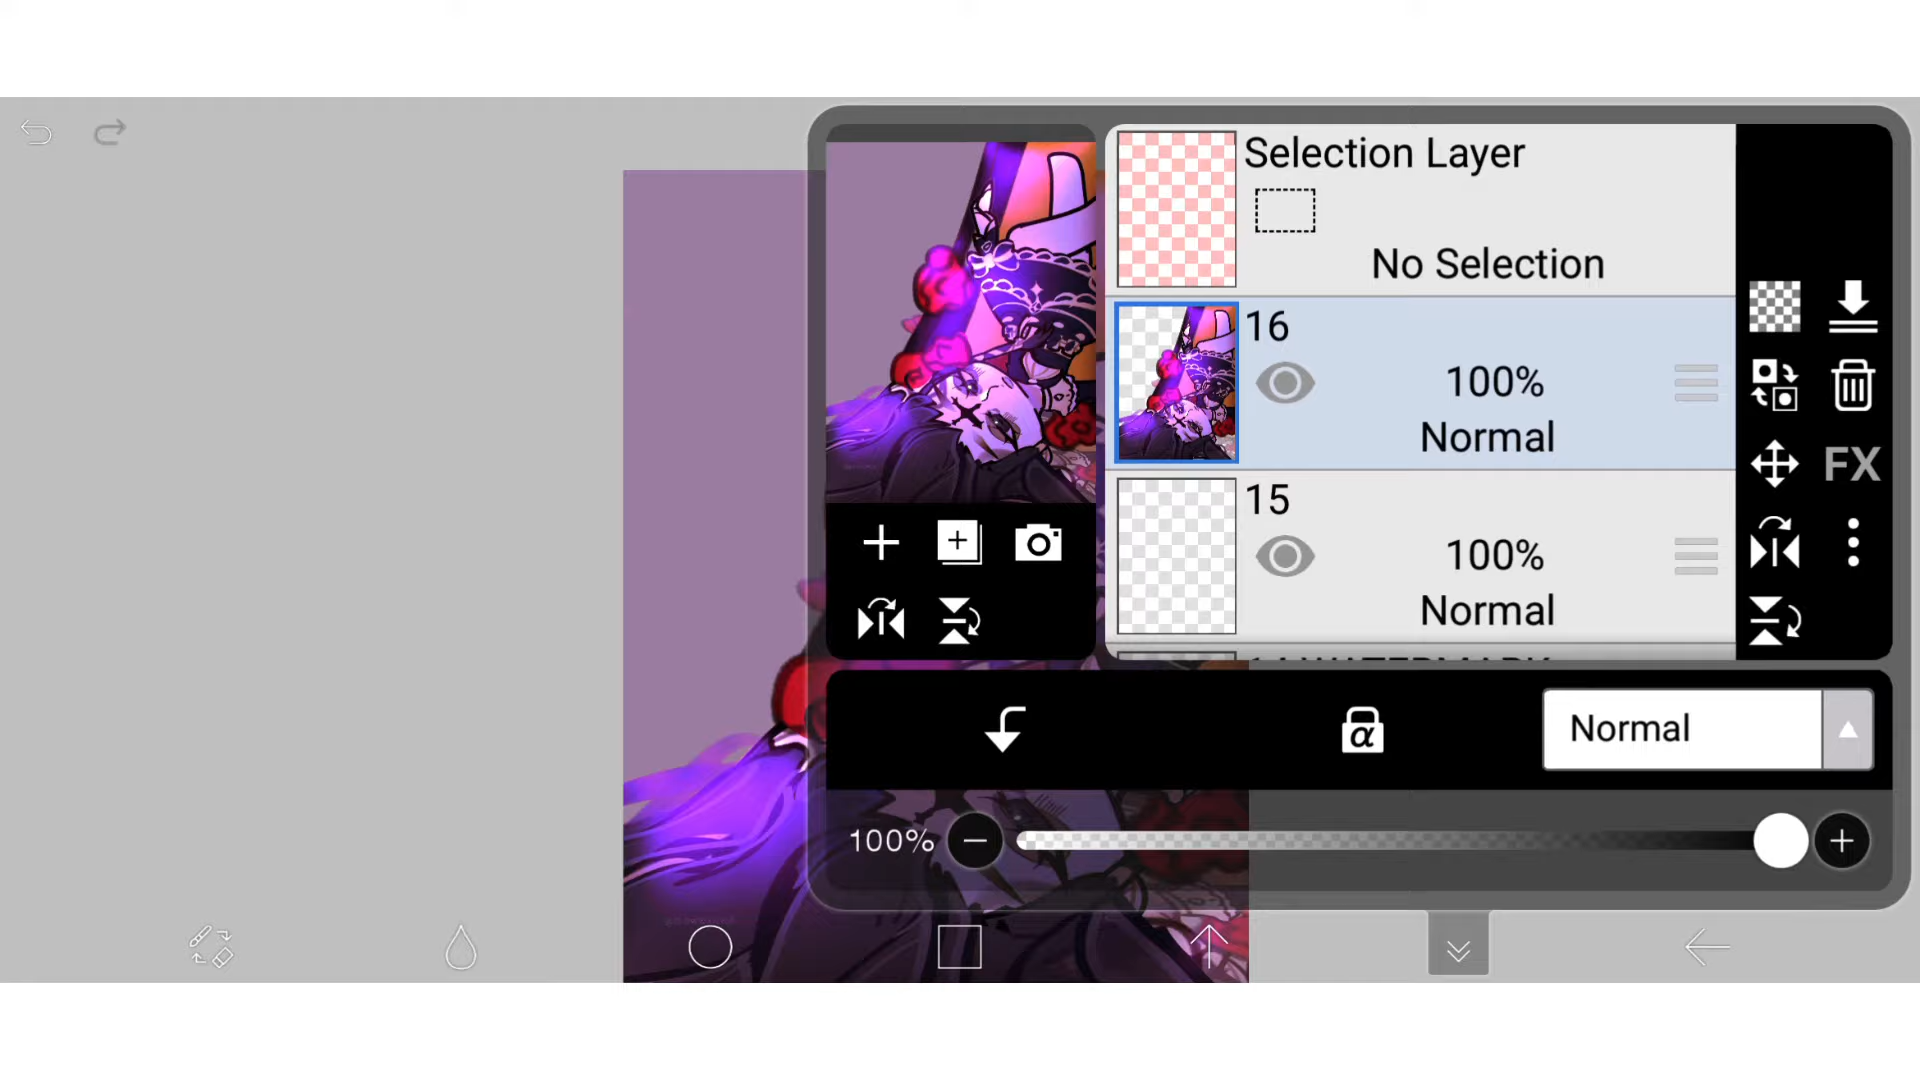 Selection Layer
No Selection
16
100%
Normal
FX
15
100%
Normal
α
Normal
100%